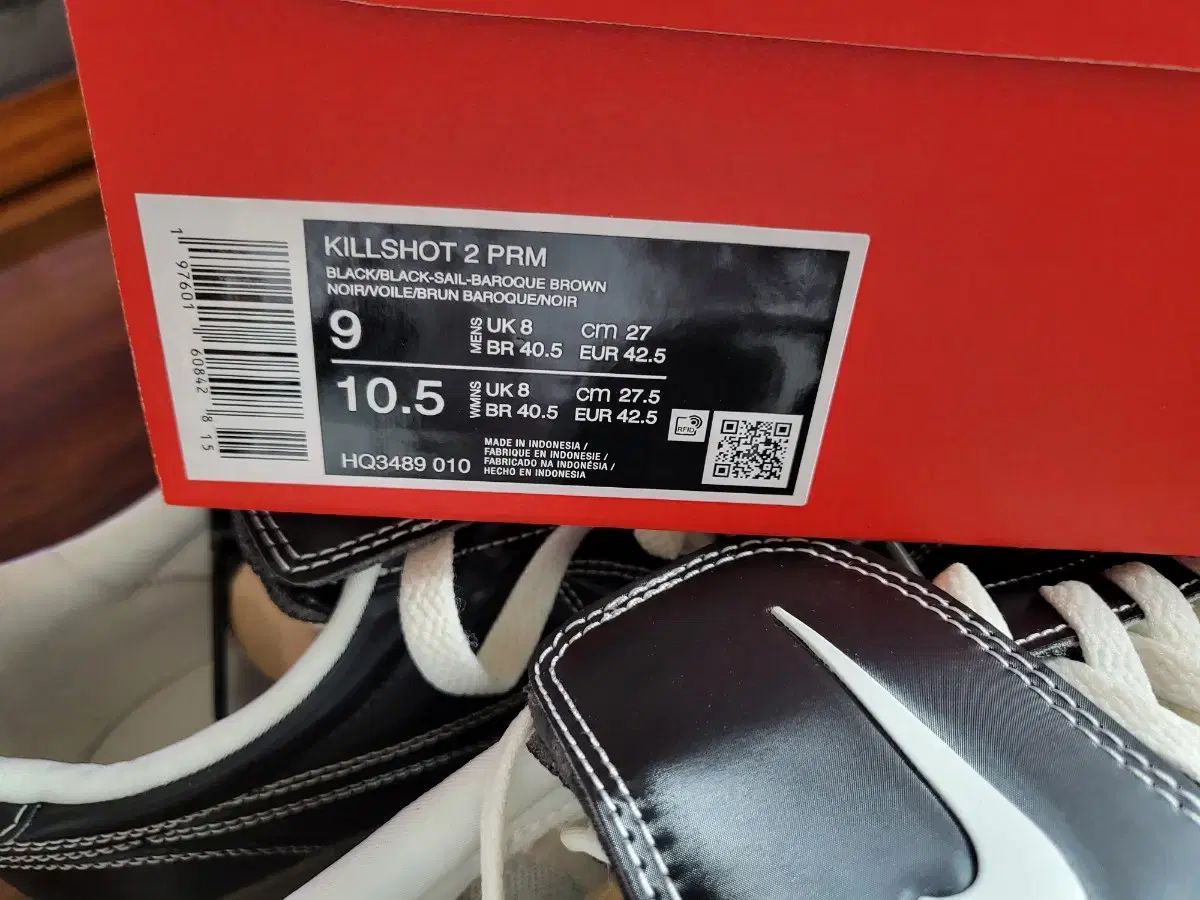 KILLSHOT 2 PRM
BLACK/BLACK-SAIL-BAROQUE BROWN
NOIR/VOILE/BRUN BAROQUE/NOIR
9 MENS UK 8 cm 27
BR 40.5 EUR 42.5
10.5 WMNS UK 8 cm 27.5
BR 40.5 EUR 42.5
RFID
HQ3489 010
MADE IN INDONESIA /
FABRIQUE EN INDONESIE /
FABRICADO NA INDONÉSIA /
HECHO EN INDONESIA
1 97601 60842 8 15